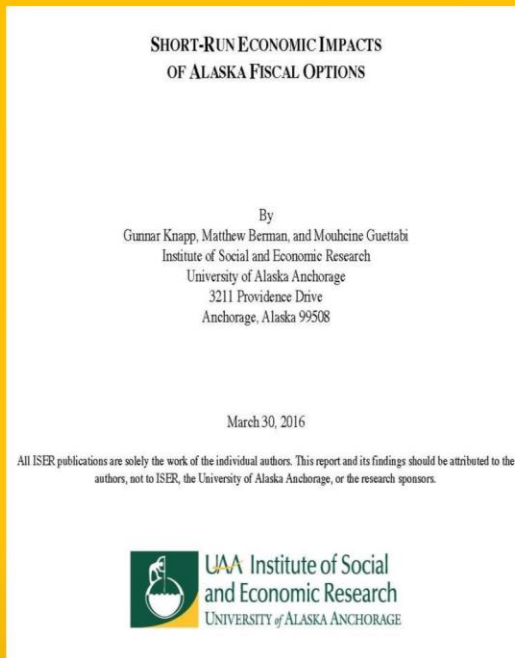 SHORT-RUN ECONOMIC IMPACTS
OF ALASKA FISCAL OPTIONS
By
Gunnar Knapp, Matthew Berman, and Mouhcine Guettabi
Institute of Social and Economic Research
University of Alaska Anchorage
3211 Providence Drive
Anchorage, Alaska 99508
March 30, 2016
All ISER publications are solely the work of the individual authors. This report and its findings should be attributed to the
authors, not to ISER, the University of Alaska Anchorage, or the research sponsors.
UAA Institute of Social
and Economic Research
UNIVERSITY of ALASKA ANCHORAGE